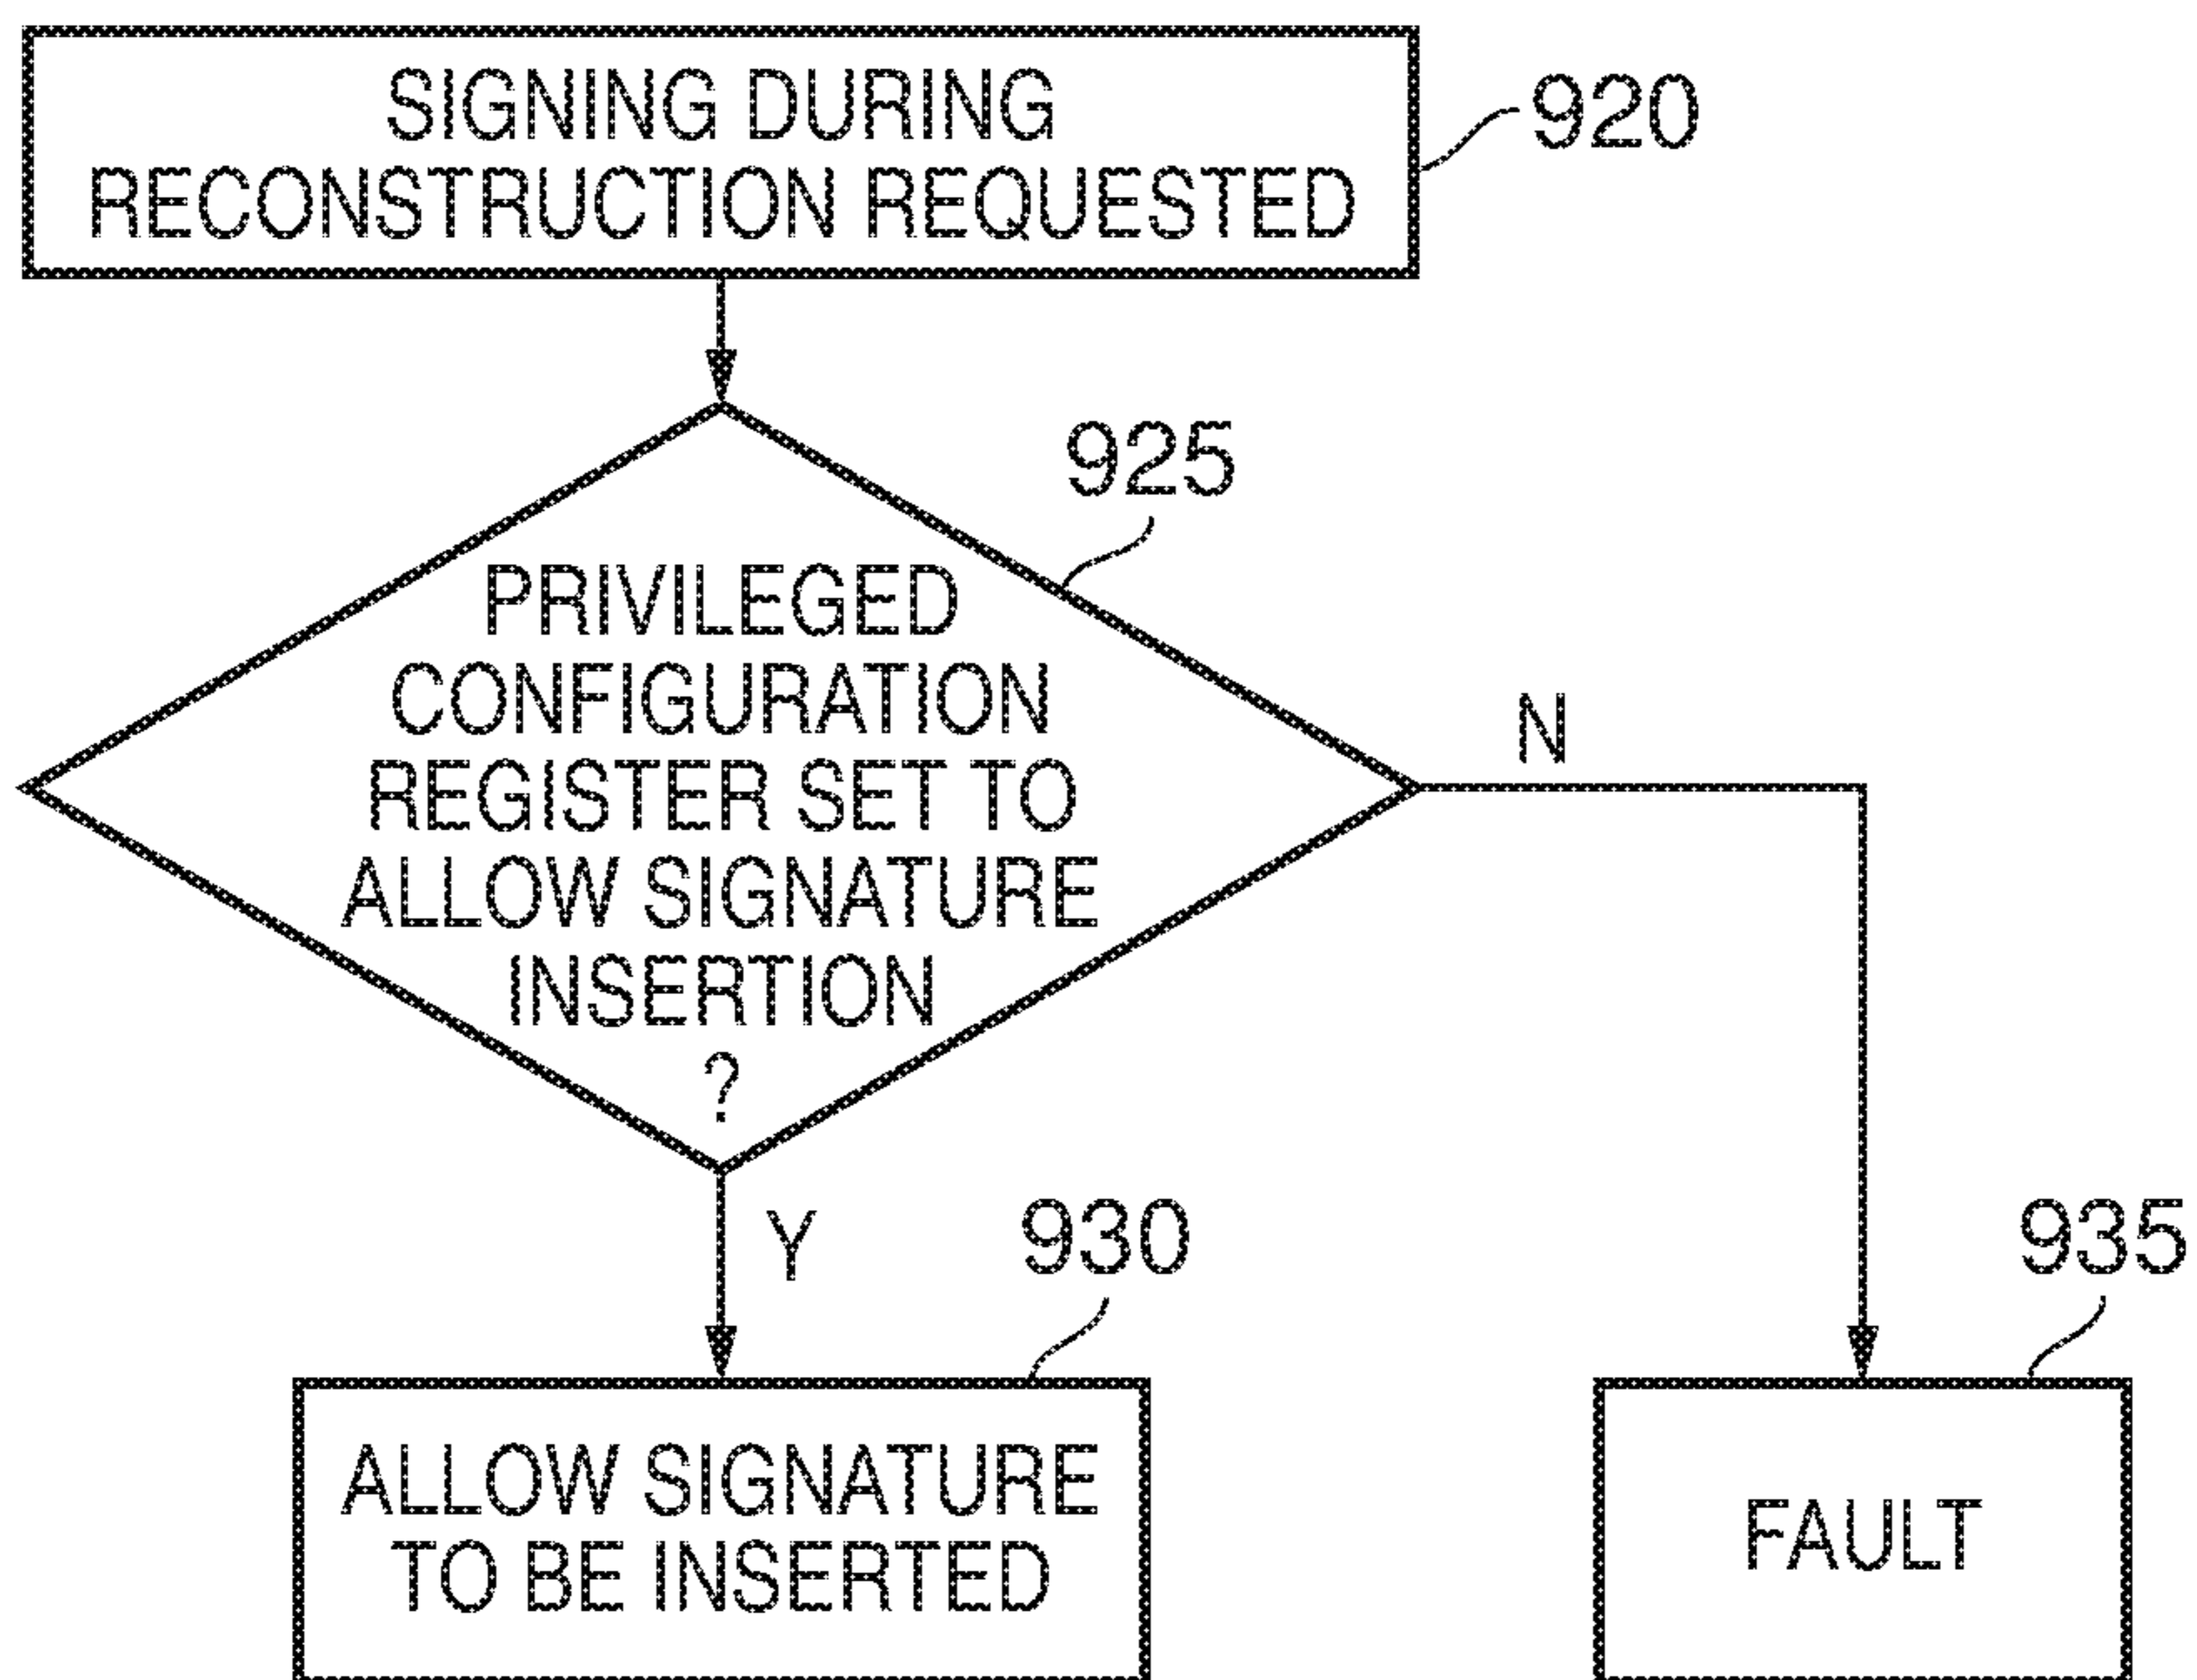 SIGNING DURING
RECONSTRUCTION REQUESTED
920
925
PRIVILEGED
CONFIGURATION
REGISTER SET TO
ALLOW SIGNATURE
INSERTION
?
N
Y
930
935
ALLOW SIGNATURE
TO BE INSERTED
FAULT